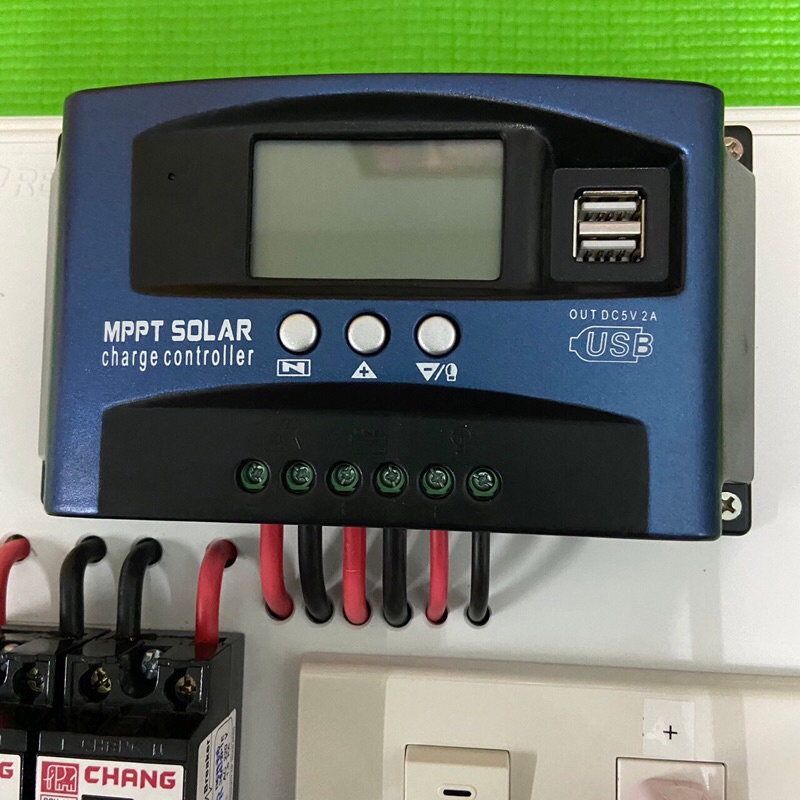 OUT DC5V 2A
MPPT SOLAR
charge controller
USB
+
CHANG